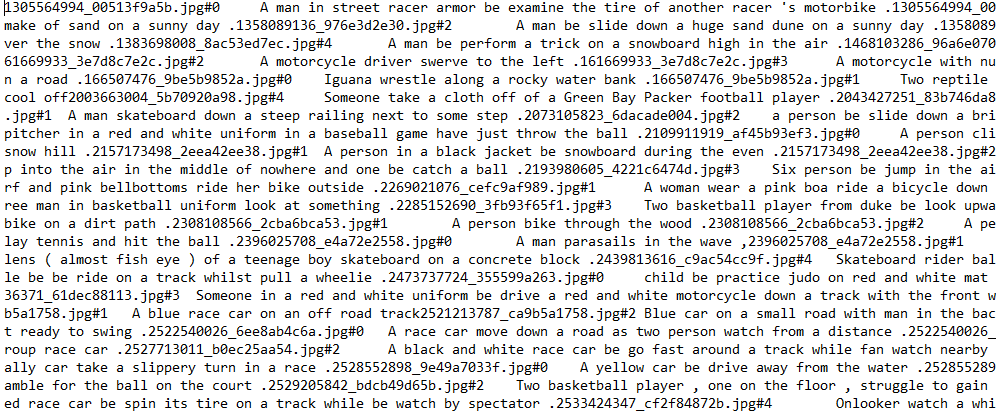 1305564994_00513f9a5b.jpg#0 A man in street racer armor be examine the tire of another racer 's motorbike .1305564994_00
make of sand on a sunny day .1358089136_976e3d2e30.jpg#2 A man be slide down a huge sand dune on a sunny day .1358089
ver the snow .1383698008_8ac53ed7ec.jpg#4 A man be perform a trick on a snowboard high in the air .1468103286_96a6e070
61669933_3e7d8c7e2c.jpg#2 A motorcycle driver swerve to the left .161669933_3e7d8c7e2c.jpg#3 A motorcycle with nu
n a road .166507476_9be5b9852a.jpg#0 Iguana wrestle along a rocky water bank .166507476_9be5b9852a.jpg#1 Two reptile
cool off2003663004_5b70920a98.jpg#4 Someone take a cloth off of a Green Bay Packer football player .2043427251_83b746da8
.jpg#1 A man skateboard down a steep railing next to some step .2073105823_6dacade004.jpg#2 a person be slide down a bri
pitcher in a red and white uniform in a baseball game have just throw the ball .2109911919_af45b93ef3.jpg#0 A person cli
snow hill .2157173498_2eea42ee38.jpg#1 A person in a black jacket be snowboard during the even .2157173498_2eea42ee38.jpg#2
p into the air in the middle of nowhere and one be catch a ball .2193980605_4221c6474d.jpg#3 Six person be jump in the ai
rf and pink bellbottoms ride her bike outside .2269021076_cefc9af989.jpg#1 A woman wear a pink boa ride a bicycle down
ree man in basketball uniform look at something .2285152690_3fb93f65f1.jpg#3 Two basketball player from duke be look upwa
bike on a dirt path .2308108566_2cba6bca53.jpg#1 A person bike through the wood .2308108566_2cba6bca53.jpg#2 A pe
lay tennis and hit the ball .2396025708_e4a72e2558.jpg#0 A man parasails in the wave ,2396025708_e4a72e2558.jpg#1
lens ( almost fish eye ) of a teenage boy skateboard on a concrete block .2439813616_c9ac54cc9f.jpg#4 Skateboard rider bal
le be be ride on a track whilst pull a wheelie .2473737724_355599a263.jpg#0 child be practice judo on red and white mat
36371_61dec88113.jpg#3 Someone in a red and white uniform be drive a red and white motorcycle down a track with the front w
b5a1758.jpg#1 A blue race car on an off road track2521213787_ca9b5a1758.jpg#2 Blue car on a small road with man in the bac
t ready to swing .2522540026_6ee8ab4c6a.jpg#0 A race car move down a road as two person watch from a distance .2522540026_
roup race car .2527713011_b0ec25aa54.jpg#2 A black and white race car be go fast around a track while fan watch nearby
ally car take a slippery turn in a race .2528552898_9e49a7033f.jpg#0 A yellow car be drive away from the water .252855289
amble for the ball on the court .2529205842_bdcb49d65b.jpg#2 Two basketball player , one on the floor , struggle to gain
ed race car be spin its tire on a track while be watch by spectator .2533424347_cf2f84872b.jpg#4 Onlooker watch a whi